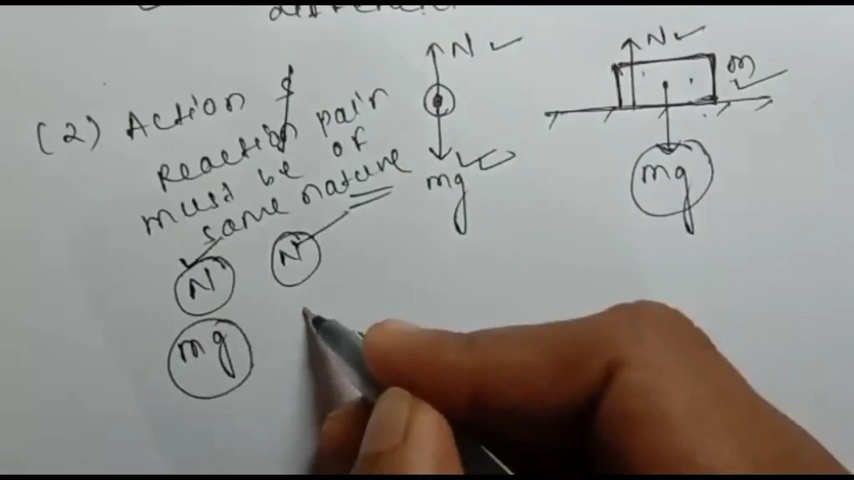 (2) Action &
Reaction pair
must be of
same nature
N
N
mg
N
mg
N
m
mg